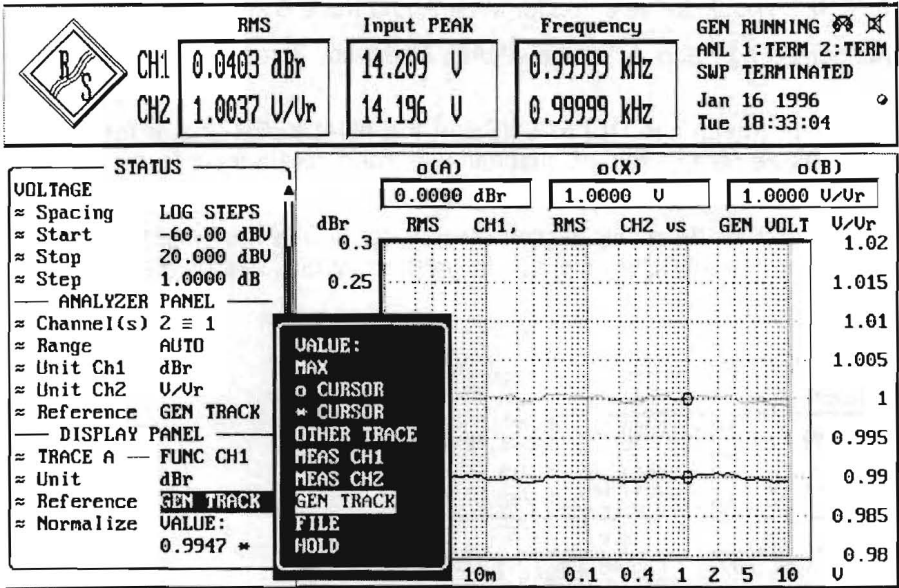 RMS Input PEAK Frequency
R&S
CH1 0.0403 dBr 14.209 V 0.99999 kHz
CH2 1.0037 V/Vr 14.196 V 0.99999 kHz
GEN RUNNING
ANL 1:TERM 2:TERM
SWP TERMINATED
Jan 16 1996
Tue 18:33:04
STATUS
VOLTAGE
≈ Spacing LOG STEPS
≈ Start -60.00 dBV
≈ Stop 20.000 dBV
≈ Step 1.0000 dB
ANALYZER PANEL
≈ Channel(s) 2 ≡ 1
≈ Range AUTO
≈ Unit Ch1 dBr
≈ Unit Ch2 V/Vr
≈ Reference GEN TRACK
DISPLAY PANEL
≈ TRACE A FUNC CH1
≈ Unit dBr
≈ Reference GEN TRACK
≈ Normalize VALUE:
0.9947 *
VALUE:
MAX
o CURSOR
* CURSOR
OTHER TRACE
MEAS CH1
MEAS CH2
GEN TRACK
FILE
HOLD
o(A) o(X) o(B)
0.0000 dBr 1.0000 V 1.0000 V/Vr
dBr RMS CH1, RMS CH2 vs GEN VOLT V/Vr
0.3
0.25
1.02
1.015
1.01
1.005
1
0.995
0.99
0.985
0.98
10m 0.1 0.4 1 2 5 10 V